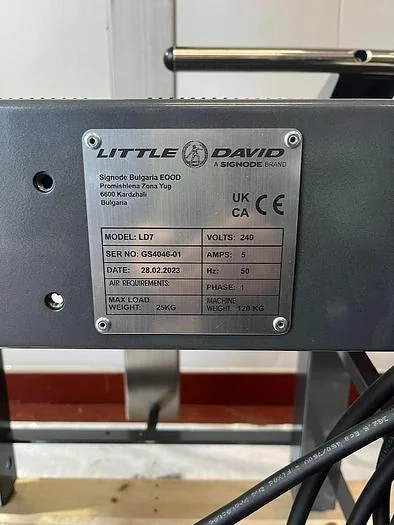 LITTLE DAVID
A SIGNODE BRAND
Signode Bulgaria EOOD
Promishlena Zona Yug
6600 Kardzhali
Bulgaria
UK
CA CE
MODEL: LD7 VOLTS: 240
SER NO: GS4046-01 AMPS: 5
DATE: 28.02.2023 Hz: 50
AIR REQUIREMENTS: PHASE: 1
MAX LOAD
WEIGHT: 25KG
MACHINE
WEIGHT: 120 KG